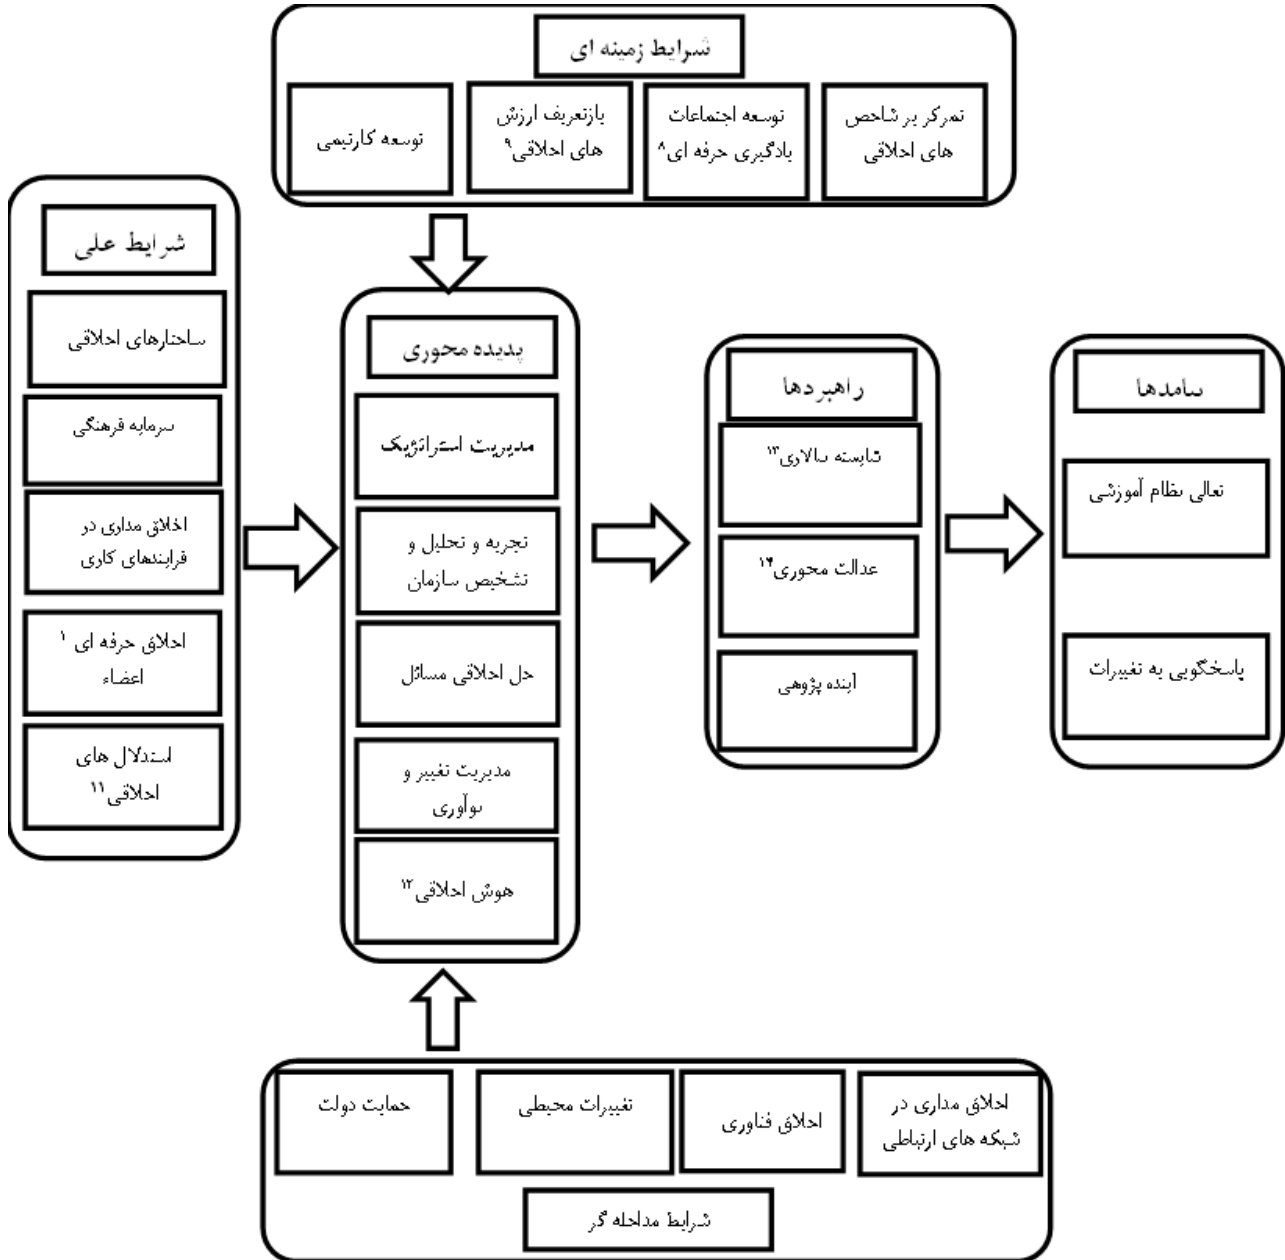 شرایط زمینه ای
تمرکز بر شاخص
های اخلاقی
توسعه اجتماعات
یادگیری حرفه ای۸
بازتعریف ارزش
های اخلاقی۹
توسعه کارتیمی
شرایط علی
ساختارهای اخلاقی
سرمایه فرهنگی
اخلاق مداری در
فرایندهای کاری
اخلاق حرفه ای ۱
اعضاء
استدلال های
اخلاقی۱۱
پدیده محوری
مدیریت استراتژیک
تجزیه و تحلیل و
تشخیص سازمان
حل اخلاقی مسائل
مدیریت تغییر و
نوآوری
هوش اخلاقی۱۲
راهبردها
شایسته سالاری۱۳
عدالت محوری۱۴
آینده پژوهی
پیامدها
تعالی نظام آموزشی
پاسخگویی به تغییرات
اخلاق مداری در
شبکه های ارتباطی
اخلاق فناوری
تغییرات محیطی
حمایت دولت
شرایط مداخله گر